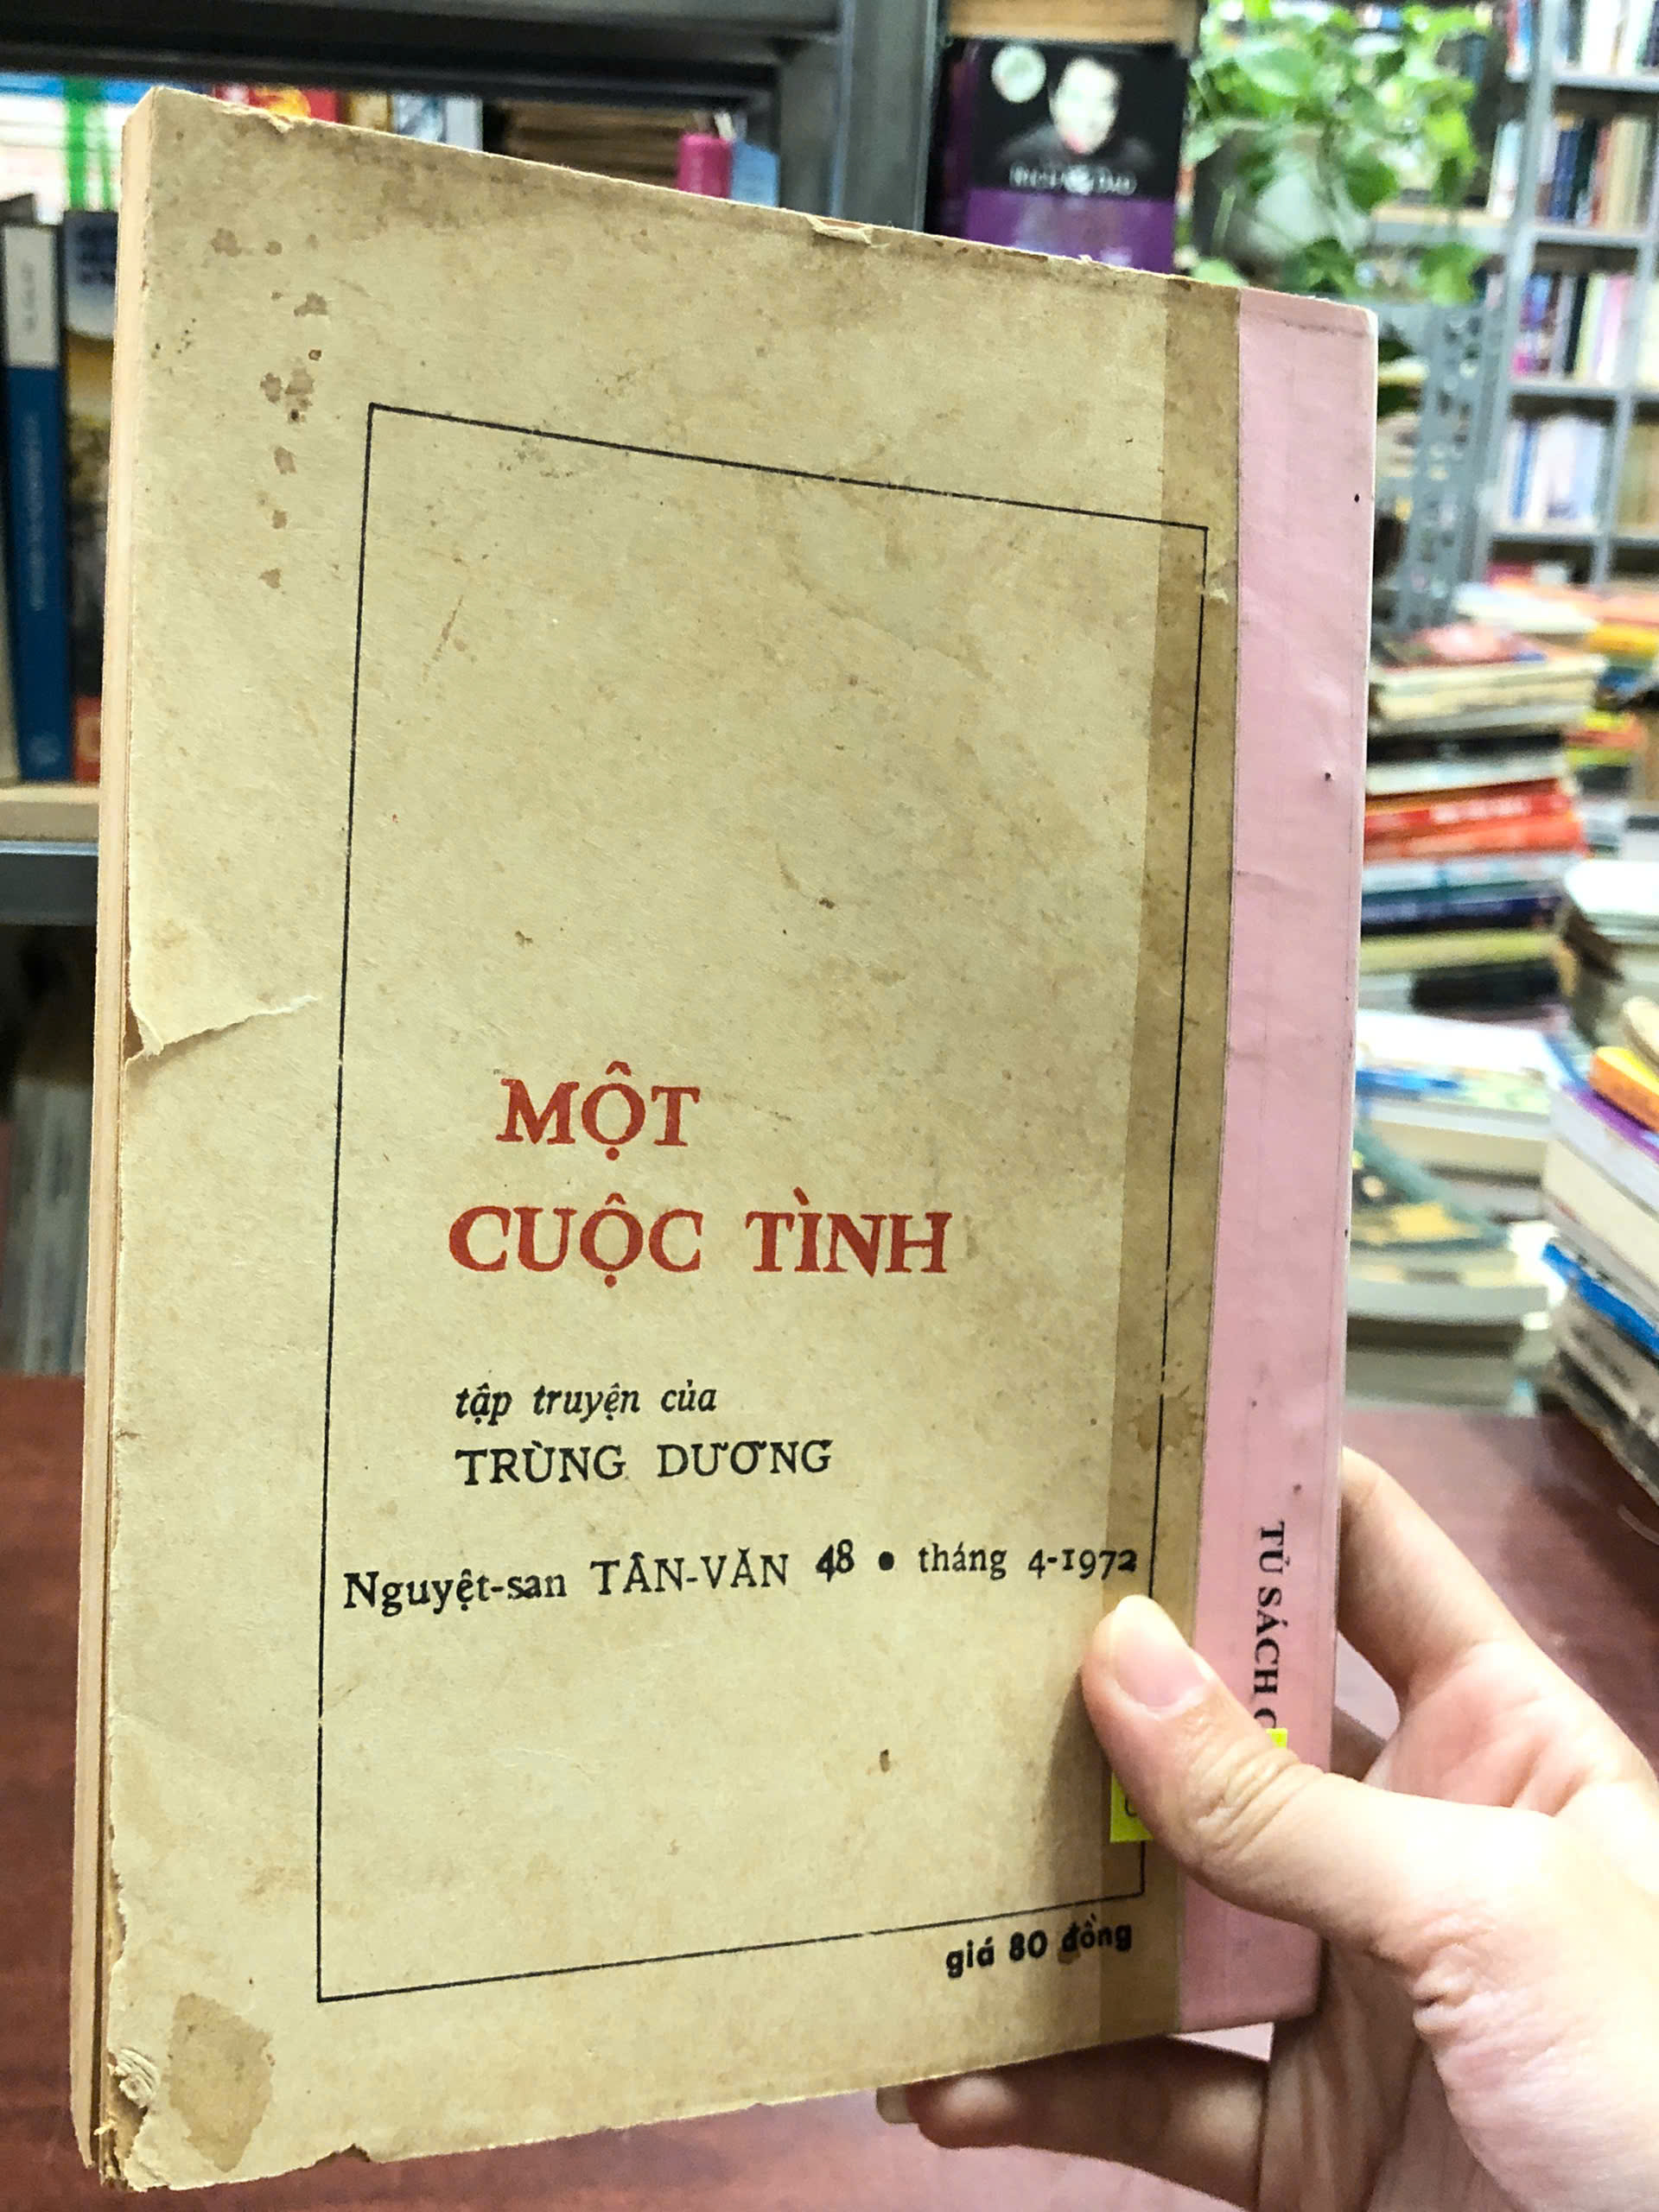 MỘT
CUỘC TÌNH
tập truyện của
TRÙNG DƯƠNG
Nguyệt-san TÂN-VĂN 48 • tháng 4-1972
giá 80 đồng
TỦ SÁCH